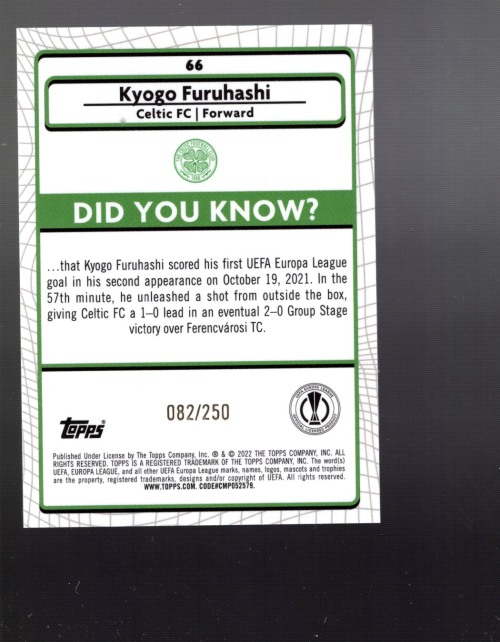 66
Kyogo Furuhashi
Celtic FC | Forward
DID YOU KNOW?
...that Kyogo Furuhashi scored his first UEFA Europa League
goal in his second appearance on October 19, 2021. In the
57th minute, he unleashed a shot from outside the box,
giving Celtic FC a 1–0 lead in an eventual 2–0 Group Stage
victory over Ferencvárosi TC.
082/250
Topps
Published Under License by The Topps Company, Inc. ® & © 2022 THE TOPPS COMPANY, INC. ALL
RIGHTS RESERVED. TOPPS IS A REGISTERED TRADEMARK OF THE TOPPS COMPANY, INC. The word(s)
UEFA, EUROPA LEAGUE, and all other UEFA Europa League marks, names, logos, mascots and trophies
are the property, registered trademarks, designs and/or copyright of UEFA. All rights reserved.
WWW.TOPPS.COM. CODE#CMP052579.